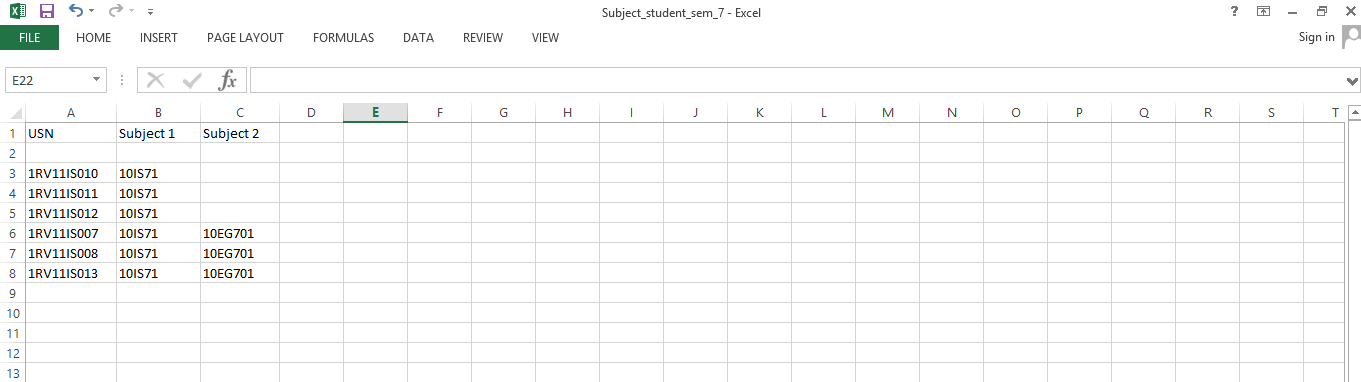 Subject_student_sem_7 - Excel
?
FILE HOME INSERT PAGE LAYOUT FORMULAS DATA REVIEW VIEW Sign in
E22 fx
A B C D E F G H I J K L M N O P Q R S T
1 USN Subject 1 Subject 2
2
3 1RV11IS010 10IS71
4 1RV11IS011 10IS71
5 1RV11IS012 10IS71
6 1RV11IS007 10IS71 10EG701
7 1RV11IS008 10IS71 10EG701
8 1RV11IS013 10IS71 10EG701
9
10
11
12
13